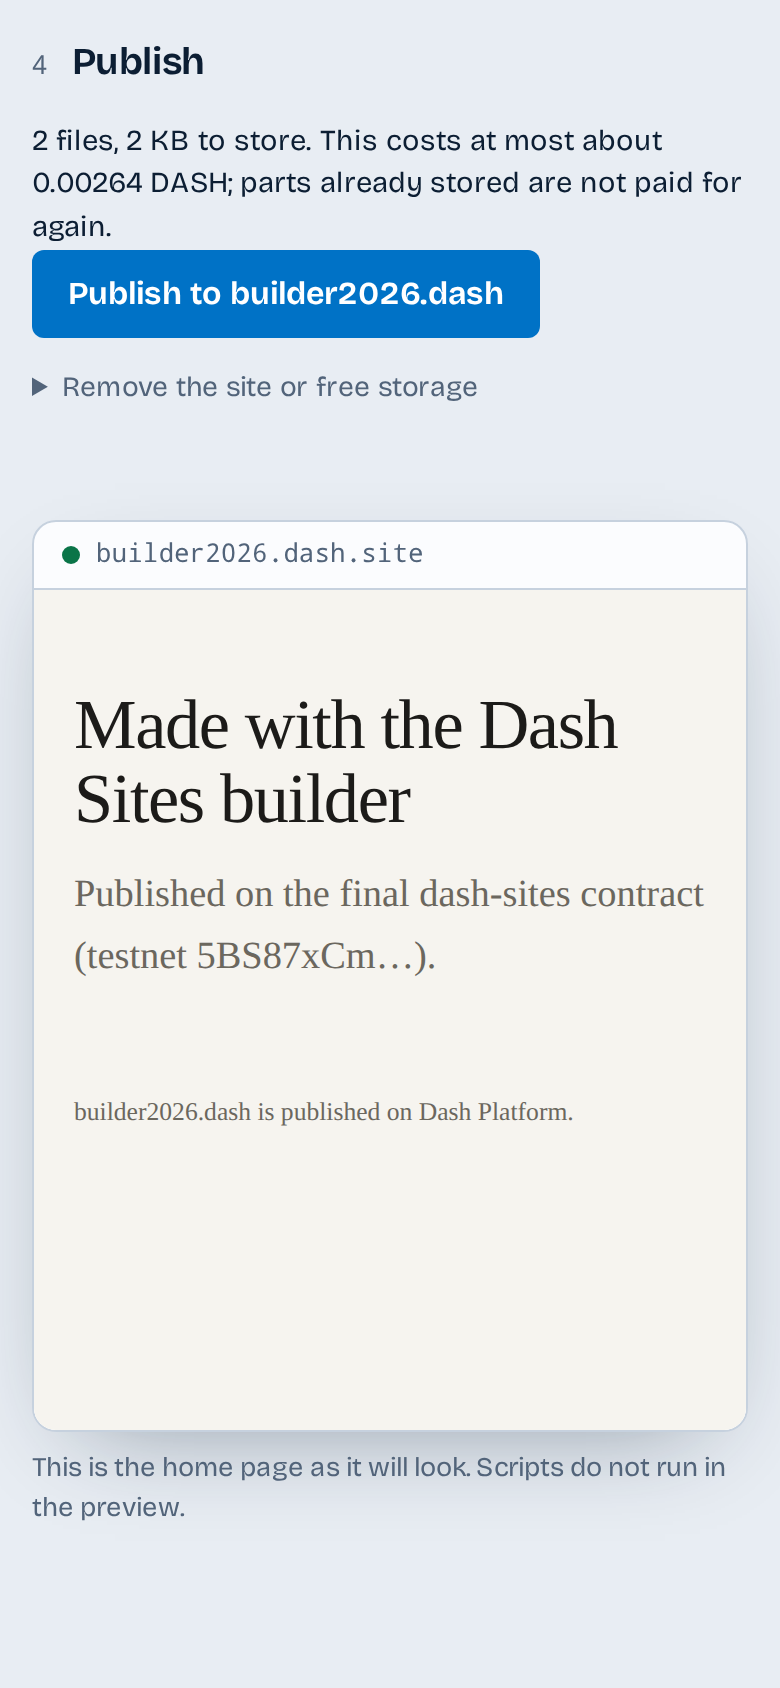 4 Publish
2 files, 2 KB to store. This costs at most about
0.00264 DASH; parts already stored are not paid for
again.
Publish to builder2026.dash
Remove the site or free storage
builder2026.dash.site
Made with the Dash
Sites builder
Published on the final dash-sites contract
(testnet 5BS87xCm…).
builder2026.dash is published on Dash Platform.
This is the home page as it will look. Scripts do not run in
the preview.